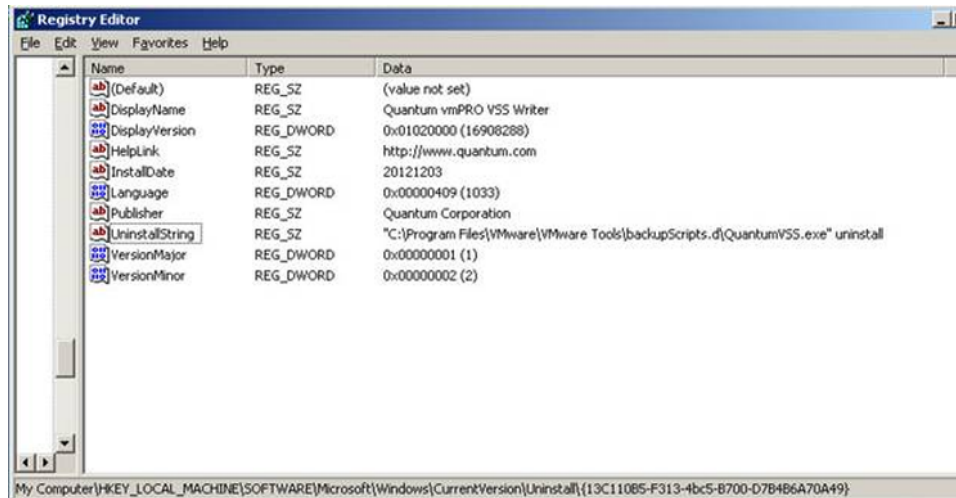 Registry Editor
File Edit View Favorites Help
Name Type Data
(Default) REG_SZ (value not set)
DisplayName REG_SZ Quantum vmPRO VSS Writer
DisplayVersion REG_DWORD 0x01020000 (16908288)
HelpLink REG_SZ http://www.quantum.com
InstallDate REG_SZ 20121203
Language REG_DWORD 0x00000409 (1033)
Publisher REG_SZ Quantum Corporation
UninstallString REG_SZ "C:\Program Files\VMware\VMware Tools\backupScripts.d\QuantumVSS.exe" uninstall
VersionMajor REG_DWORD 0x00000001 (1)
VersionMinor REG_DWORD 0x00000002 (2)
My Computer\HKEY_LOCAL_MACHINE\SOFTWARE\Microsoft\Windows\CurrentVersion\Uninstall\{13C110B5-F313-4bc5-B700-D7B4B6A70A49}